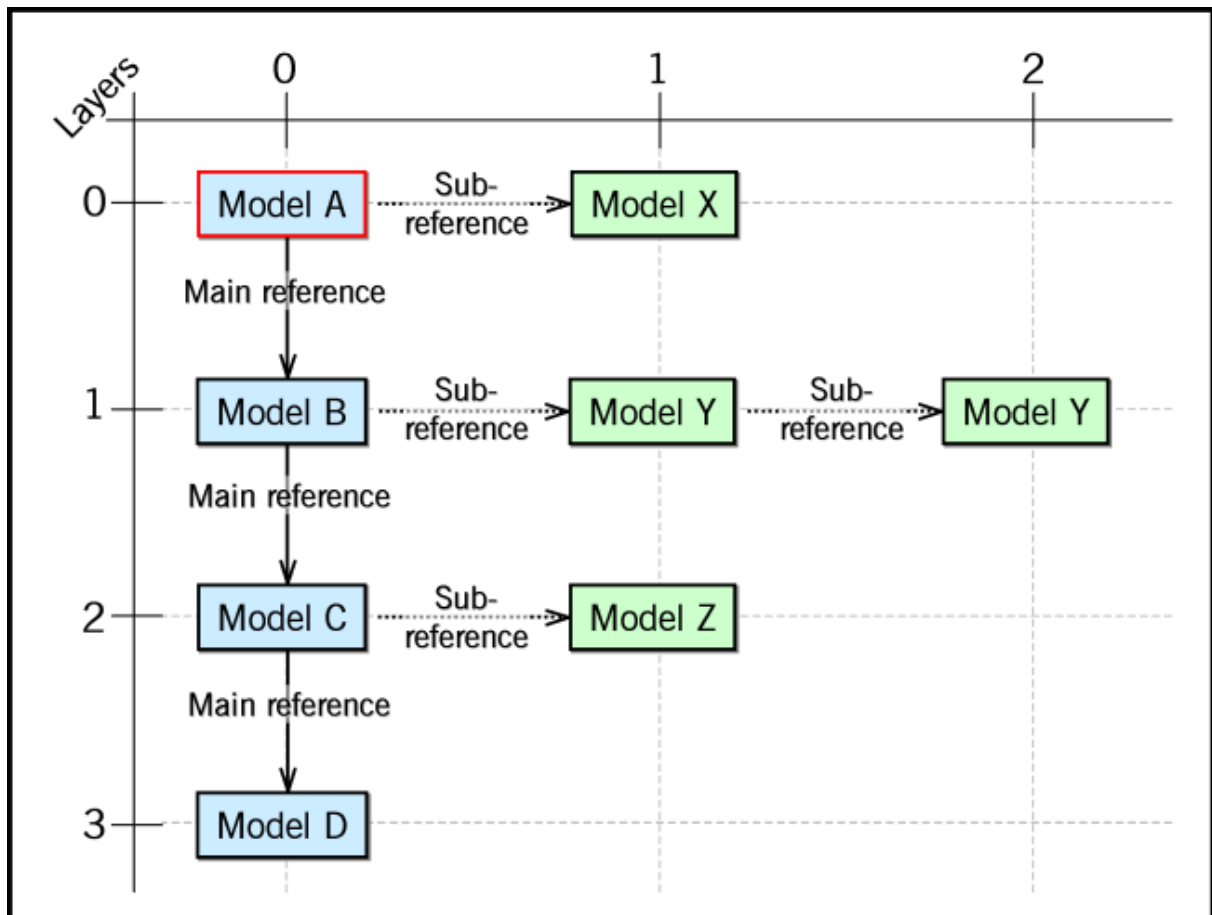 Layers
0
1
2
0
Model A
Sub-
reference
Model X
Main reference
1
Model B
Sub-
reference
Model Y
Sub-
reference
Model Y
Main reference
2
Model C
Sub-
reference
Model Z
Main reference
3
Model D